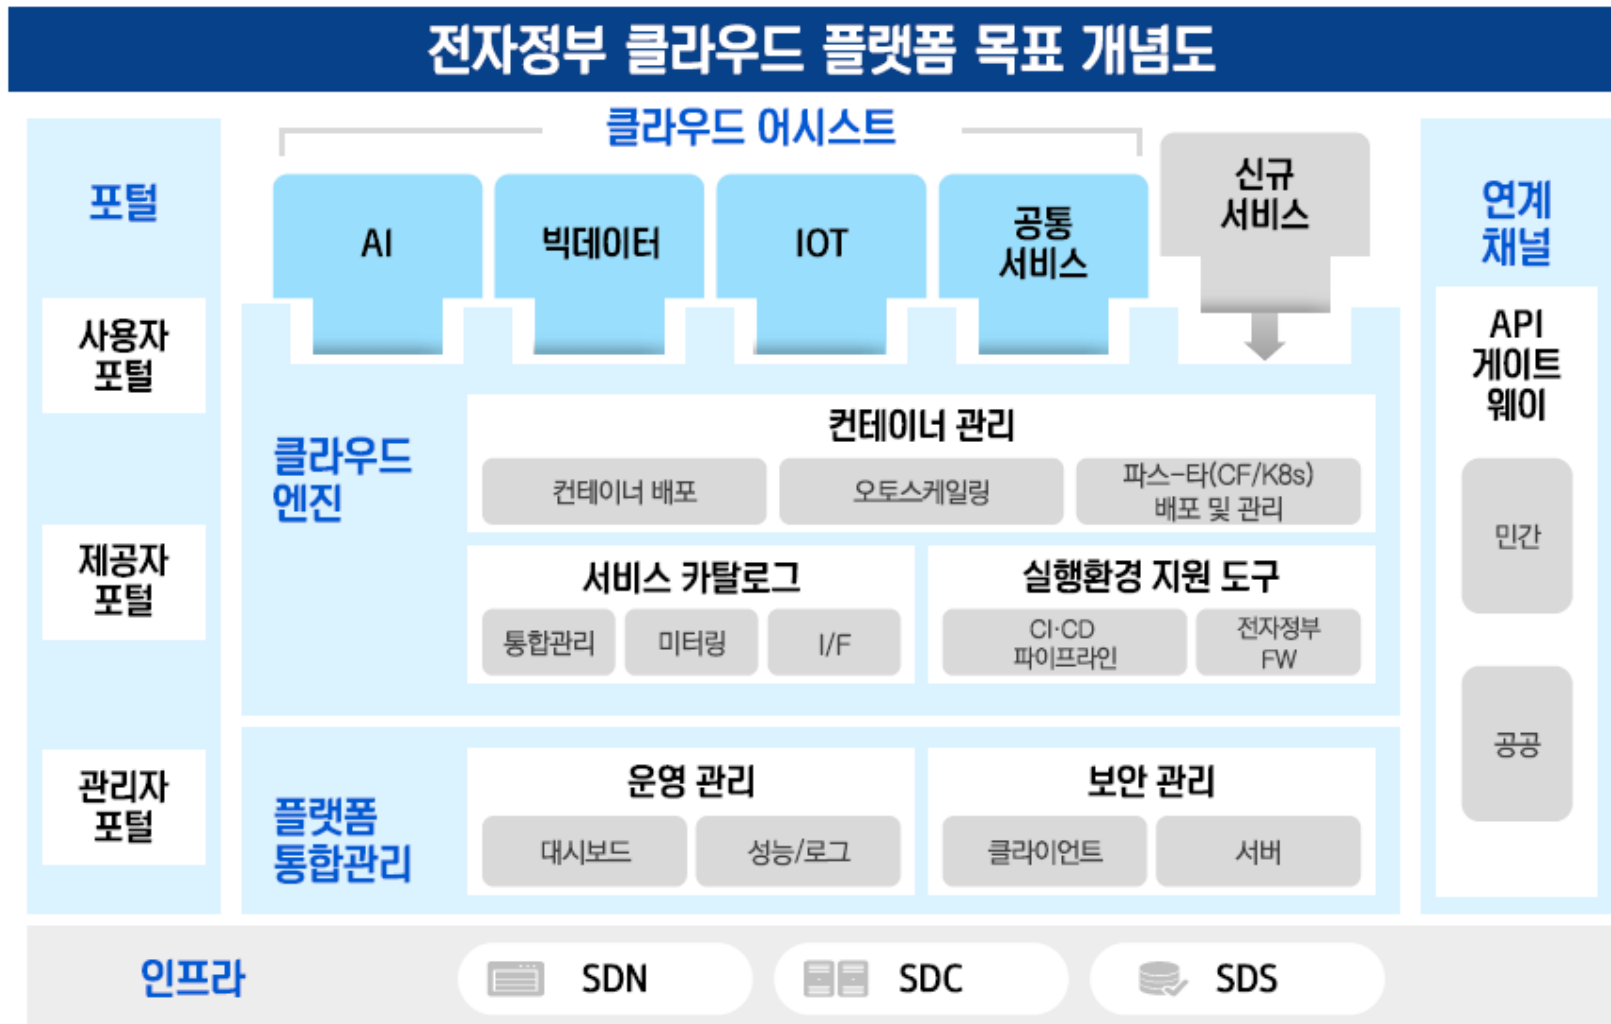 전자정부 클라우드 플랫폼 목표 개념도
포털
사용자
포털
제공자
포털
관리자
포털
클라우드 어시스트
AI
빅데이터
IOT
공통
서비스
신규
서비스
클라우드
엔진
컨테이너 관리
컨테이너 배포
오토스케일링
파스-타(CF/K8s)
배포 및 관리
서비스 카탈로그
통합관리
미터링
I/F
실행환경 지원 도구
CI·CD
파이프라인
전자정부
FW
플랫폼
통합관리
운영 관리
대시보드
성능/로그
보안 관리
클라이언트
서버
연계
채널
API
게이트
웨이
민간
공공
인프라
SDN
SDC
SDS